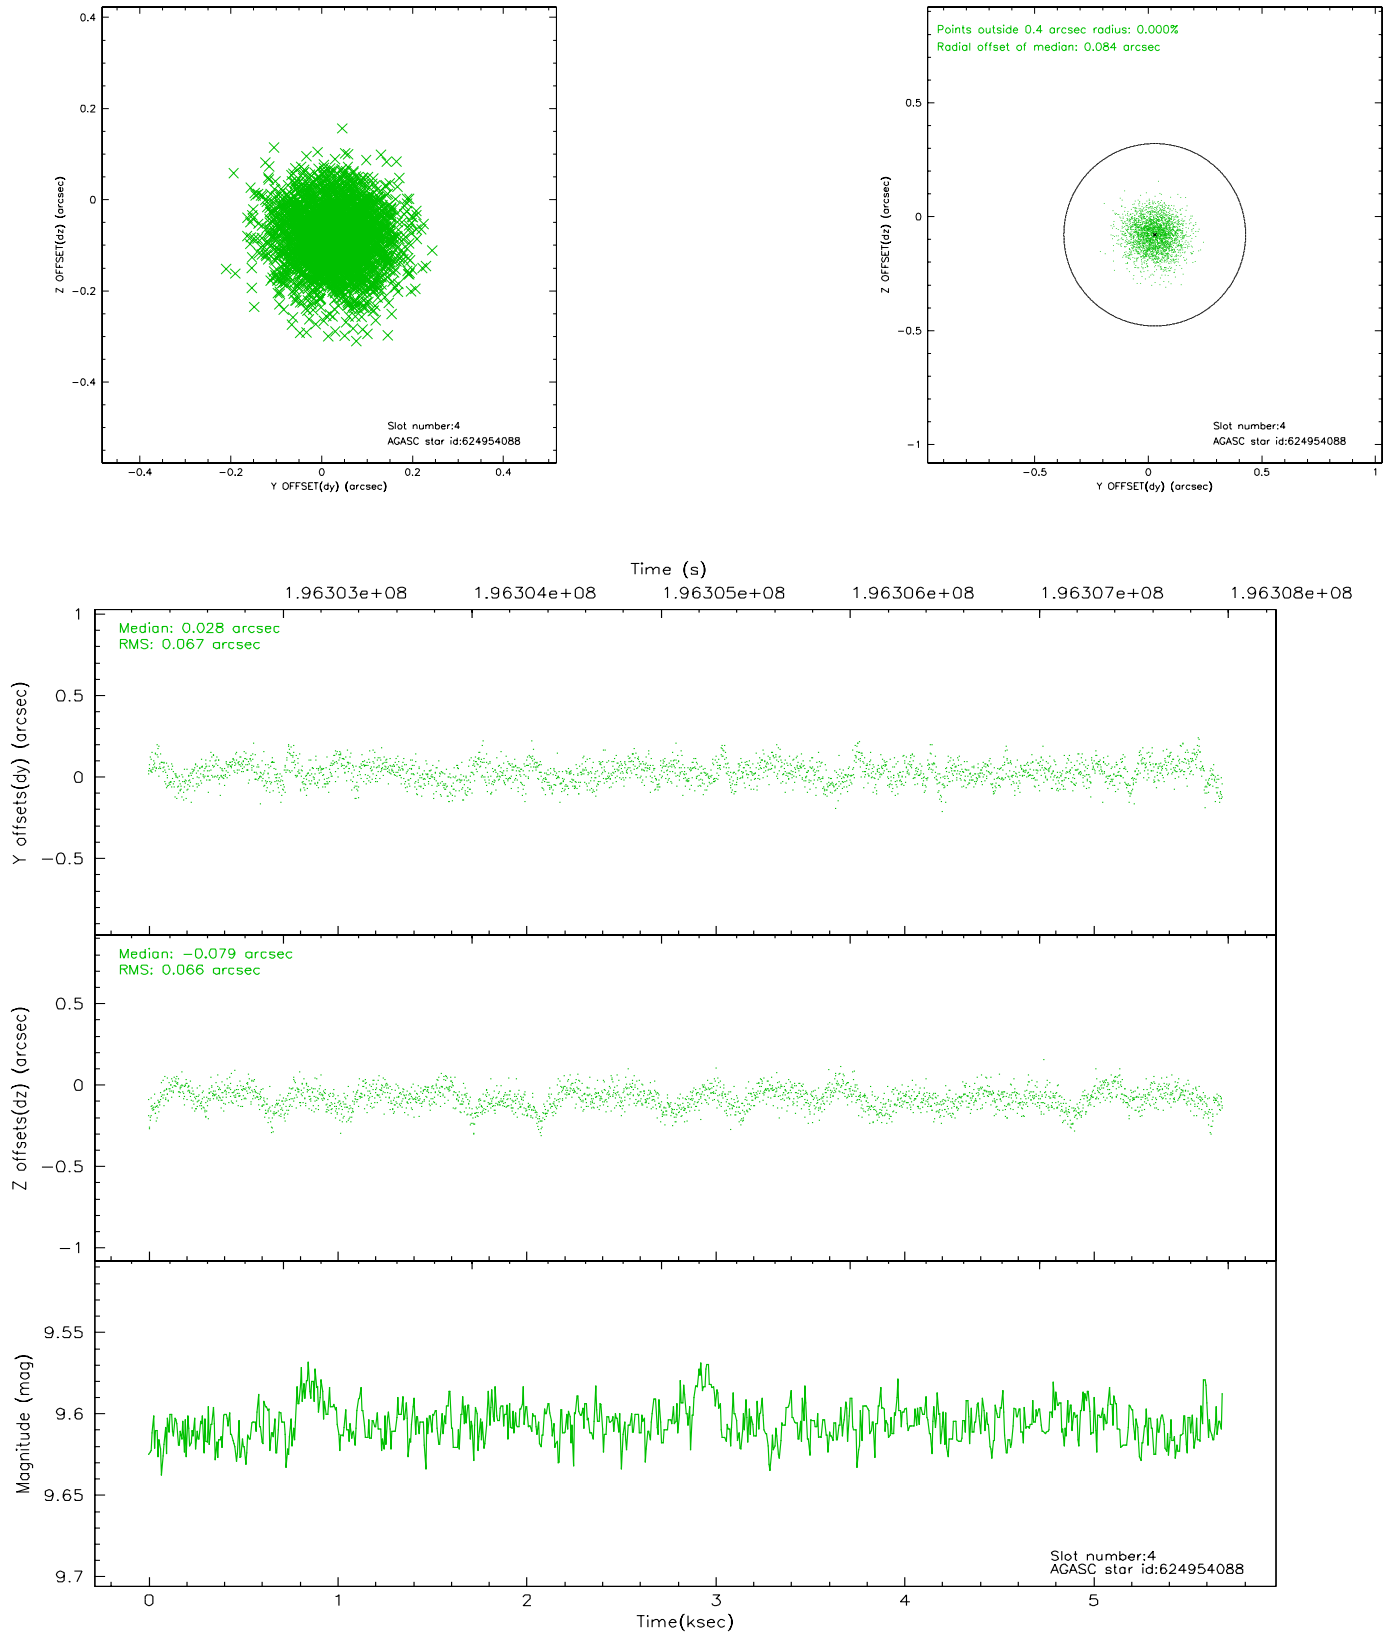 0.4
0.2
0
−0.2
−0.4
Z OFFSET(dz) (arcsec)
Slot number:4
AGASC star id:624954088
−0.4 −0.2 0 0.2 0.4
Y OFFSET(dy) (arcsec)
Points outside 0.4 arcsec radius: 0.000%
Radial offset of median: 0.084 arcsec
0.5
0
−0.5
−1
Z OFFSET(dz) (arcsec)
Slot number:4
AGASC star id:624954088
−0.5 0 0.5 1
Y OFFSET(dy) (arcsec)
Time (s)
1.96303e+08 1.96304e+08 1.96305e+08 1.96306e+08 1.96307e+08 1.96308e+08
Median: 0.028 arcsec
RMS: 0.067 arcsec
1
0.5
0
−0.5
Y offsets(dy) (arcsec)
Median: −0.079 arcsec
RMS: 0.066 arcsec
0.5
0
−0.5
−1
Z offsets(dz) (arcsec)
9.55
9.6
9.65
9.7
Magnitude (mag)
Slot number:4
AGASC star id:624954088
0 1 2 3 4 5
Time(ksec)